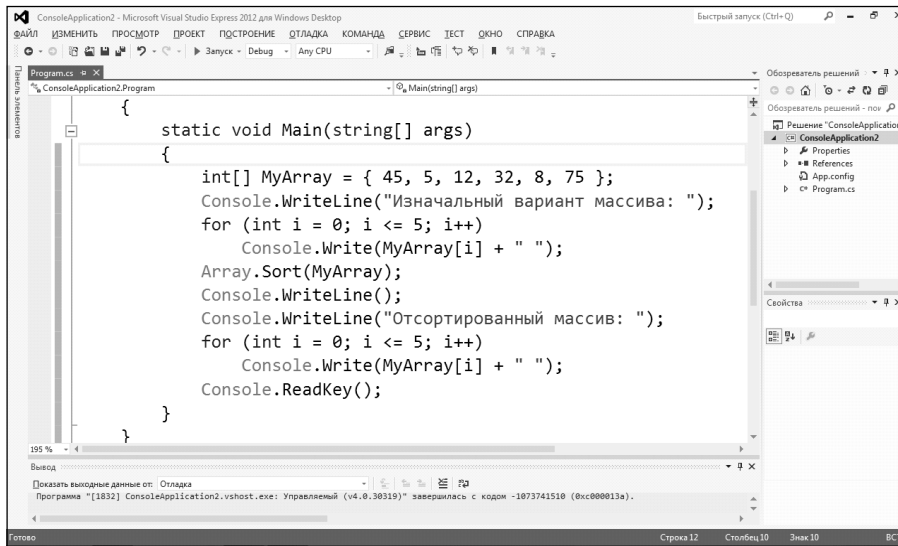 ConsoleApplication2 - Microsoft Visual Studio Express 2012 для Windows Desktop
Быстрый запуск (Ctrl+Q)
ФАЙЛ ИЗМЕНИТЬ ПРОСМОТР ПРОЕКТ ПОСТРОЕНИЕ ОТЛАДКА КОМАНДА СЕРВИС ТЕСТ ОКНО СПРАВКА
Запуск Debug Any CPU
Панель элементов
Program.cs
ConsoleApplication2.Program
Main(string[] args)
{
static void Main(string[] args)
{
int[] MyArray = { 45, 5, 12, 32, 8, 75 };
Console.WriteLine("Изначальный вариант массива: ");
for (int i = 0; i <= 5; i++)
Console.Write(MyArray[i] + " ");
Array.Sort(MyArray);
Console.WriteLine();
Console.WriteLine("Отсортированный массив: ");
for (int i = 0; i <= 5; i++)
Console.Write(MyArray[i] + " ");
Console.ReadKey();
}
}
195 %
Обозреватель решений
Обозреватель решений - пои
Решение "ConsoleApplication
C# ConsoleApplication2
Properties
References
App.config
C# Program.cs
Свойства
Вывод
Показать выходные данные от: Отладка
Программа "[1832] ConsoleApplication2.vshost.exe: Управляемый (v4.0.30319)" завершилась с кодом -1073741510 (0xc000013a).
Готово
Строка 12 Столбец 10 Знак 10 ВС